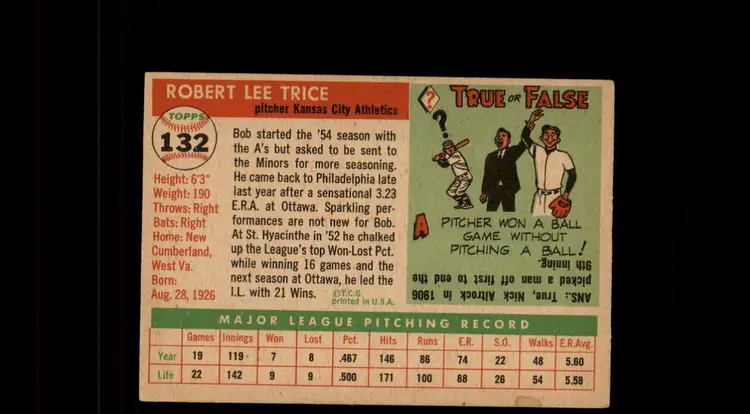 ROBERT LEE TRICE
pitcher Kansas City Athletics
TOPPS
132
Height: 6'3"
Weight: 190
Throws: Right
Bats: Right
Home: New
Cumberland,
West Va.
Born:
Aug. 28, 1926
Bob started the '54 season with
the A's but asked to be sent to
the Minors for more seasoning.
He came back to Philadelphia late
last year after a sensational 3.23
E.R.A. at Ottawa. Sparkling per-
formances are not new for Bob.
At St. Hyacinthe in '52 he chalked
up the League's top Won-Lost Pct.
while winning 16 games and the
next season at Ottawa, he led the
I.L. with 21 Wins.
©T.C.G.
printed in U.S.A.
?
TRUE OR FALSE
?
A
PITCHER WON A BALL
GAME WITHOUT
PITCHING A BALL!
ANS.: True, Nick Altrock in 1906
picked a man off first to end the
9th inning.
MAJOR LEAGUE PITCHING RECORD
Games Innings Won Lost Pct. Hits Runs E.R. S.O. Walks E.R.Avg.
Year 19 119 7 8 .467 146 86 74 22 48 5.60
Life 22 142 9 9 .500 171 100 88 26 54 5.58